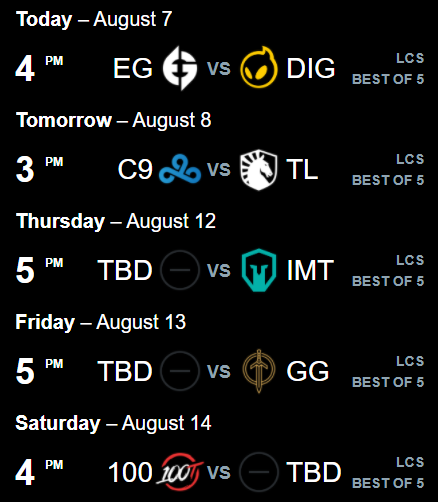 Today – August 7
4 PM EG VS DIG LCS
BEST OF 5
Tomorrow – August 8
3 PM C9 VS TL LCS
BEST OF 5
Thursday – August 12
5 PM TBD VS IMT LCS
BEST OF 5
Friday – August 13
5 PM TBD VS GG LCS
BEST OF 5
Saturday – August 14
4 PM 100 100T VS TBD LCS
BEST OF 5